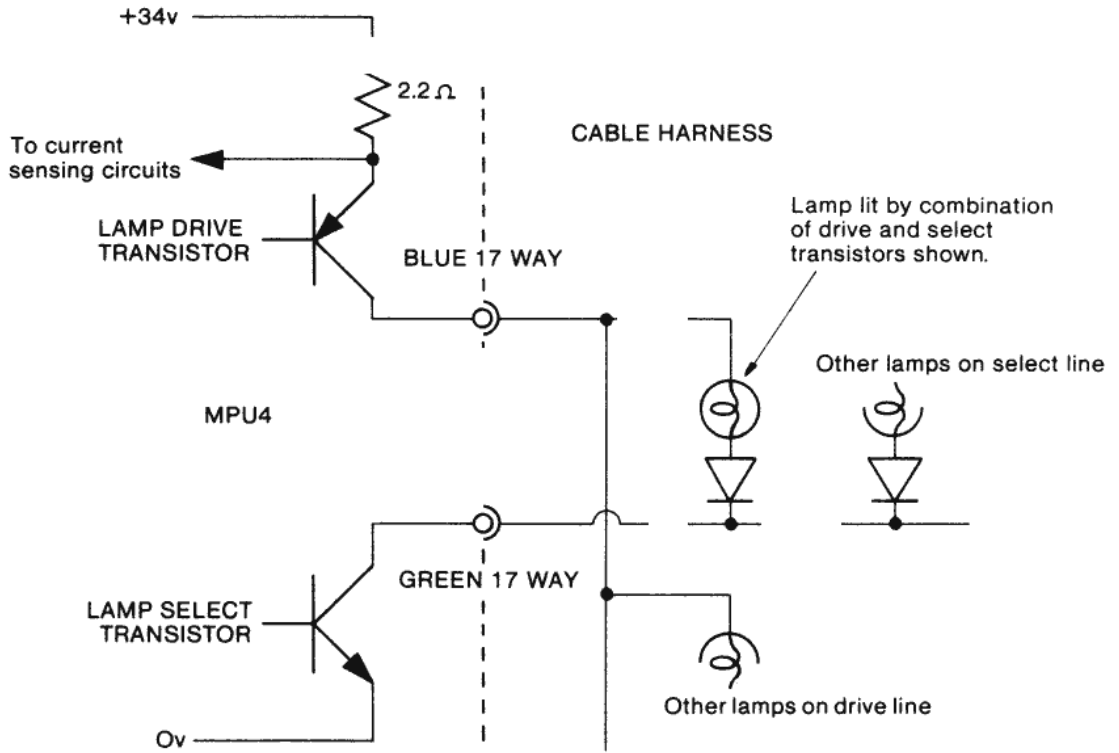 +34v
2.2 Ω
CABLE HARNESS
To current
sensing circuits
Lamp lit by combination
of drive and select
transistors shown.
LAMP DRIVE
TRANSISTOR
BLUE 17 WAY
Other lamps on select line
MPU4
GREEN 17 WAY
LAMP SELECT
TRANSISTOR
Other lamps on drive line
Ov